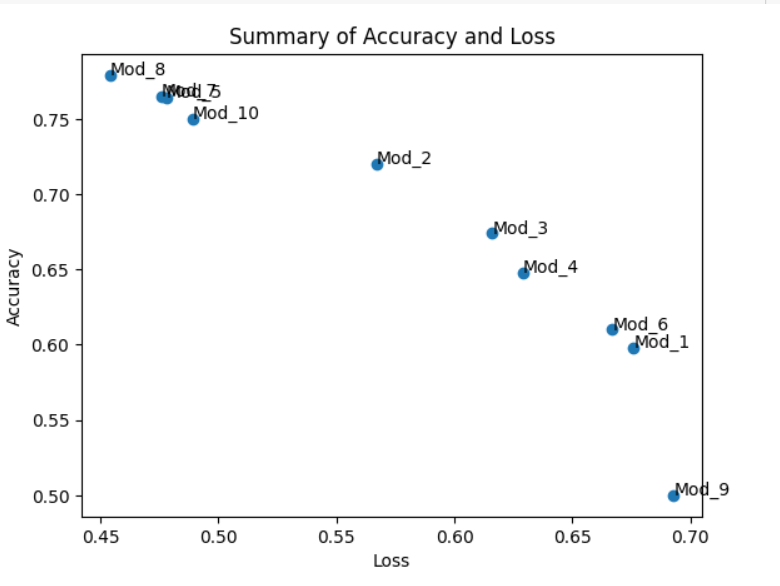 Summary of Accuracy and Loss
Mod_8
Mod_7
Mod_5
Mod_10
0.75
Mod_2
0.70
Mod_3
Mod_4
0.65
Accuracy
Mod_6
Mod_1
0.60
0.55
Mod_9
0.50
0.45 0.50 0.55 0.60 0.65 0.70
Loss